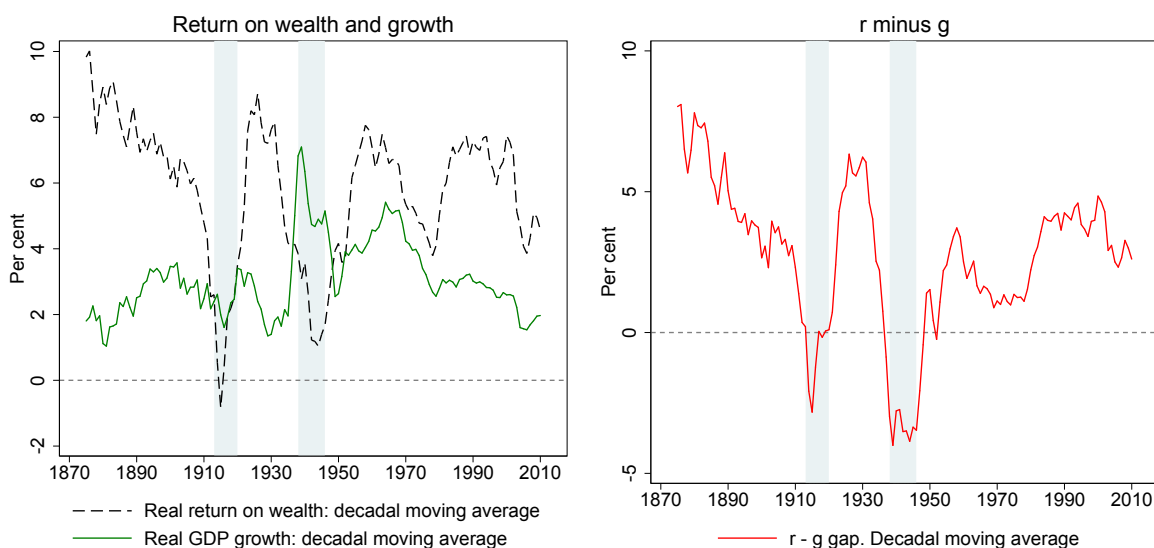 Return on wealth and growth
Per cent
10
8
6
4
2
0
-2
1870 1890 1910 1930 1950 1970 1990 2010
Real return on wealth: decadal moving average
Real GDP growth: decadal moving average
r minus g
Per cent
10
5
0
-5
1870 1890 1910 1930 1950 1970 1990 2010
r - g gap. Decadal moving average